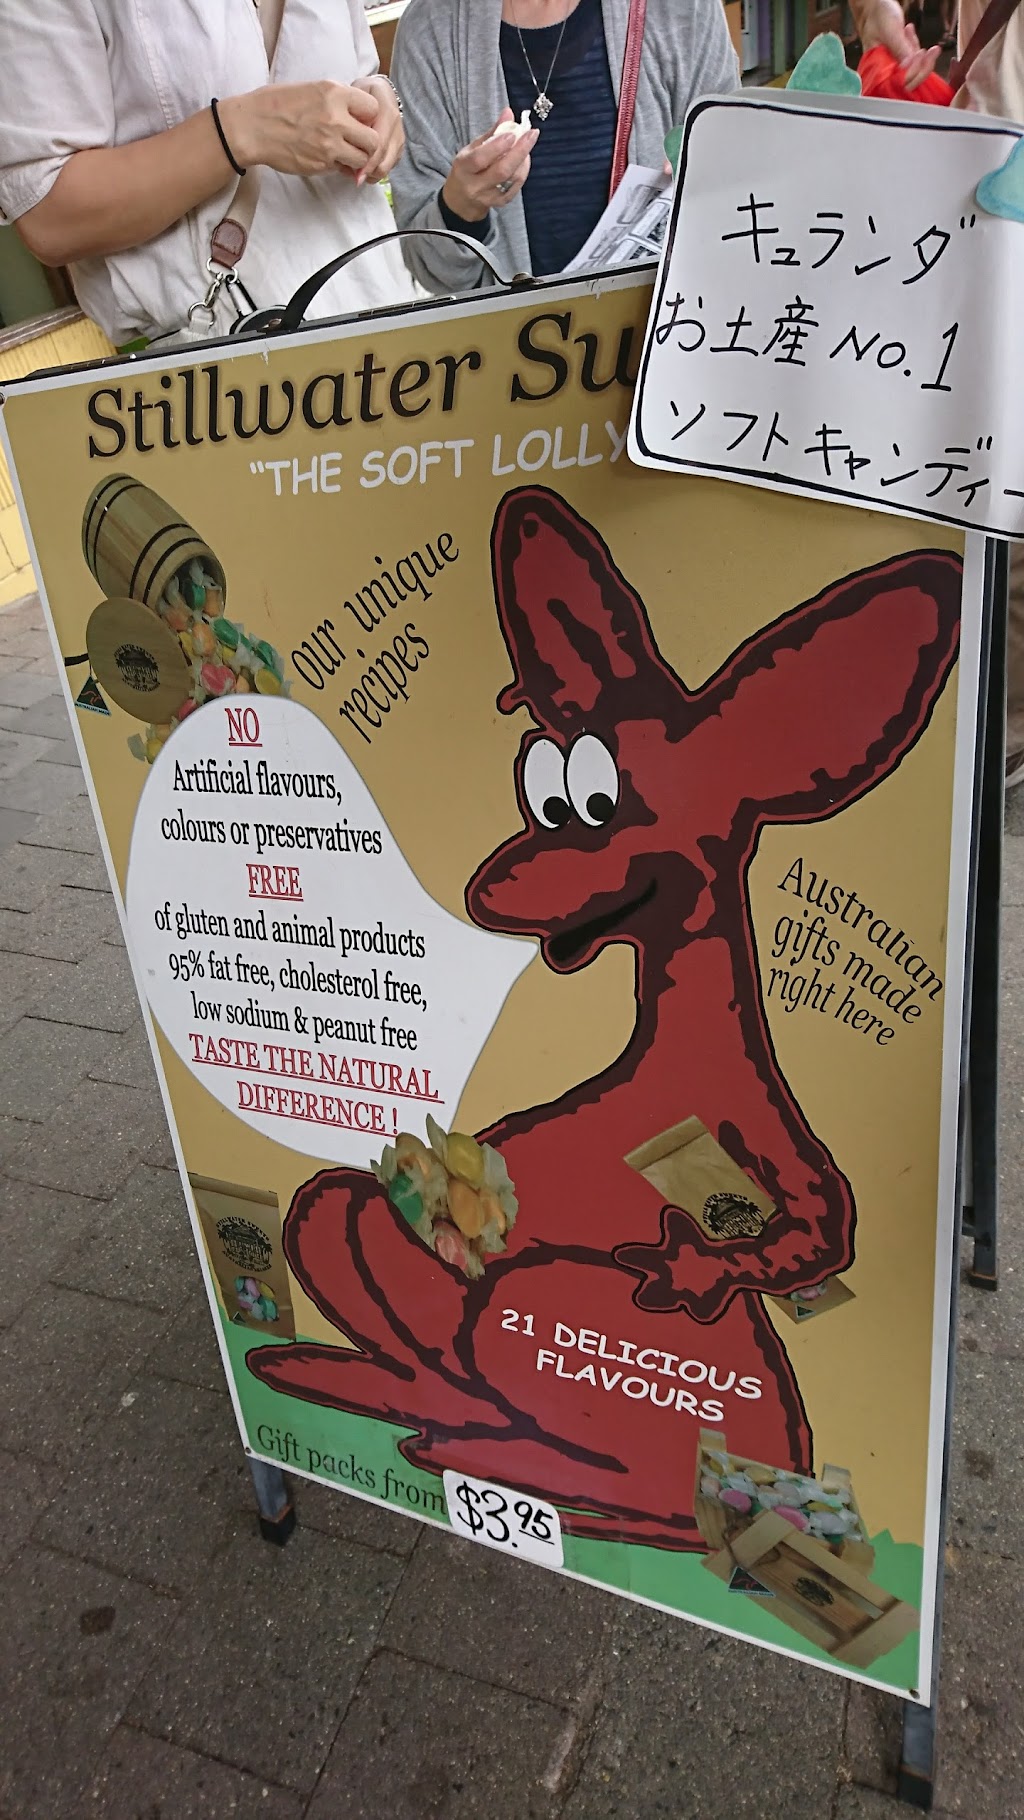 キュランダ
お土産 No.1
ソフトキャンディー
Stillwater
"THE SOFT LOLLY
our unique
recipes
NO
Artificial flavours,
colours or preservatives
FREE
of gluten and animal products
95% fat free, cholesterol free,
low sodium & peanut free
TASTE THE NATURAL
DIFFERENCE !
Australian
gifts made
right here
21 DELICIOUS
FLAVOURS
Gift packs from
$3.95